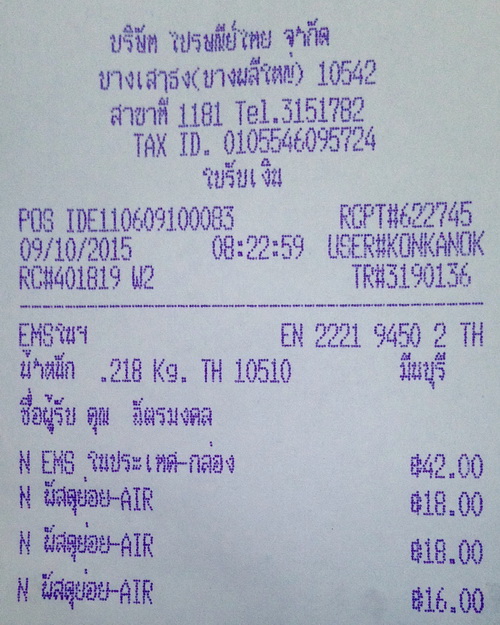 บริษัท ไปรษณีย์ไทย จำกัด
บางเสาธง(บางพลีใหญ่) 10542
สาขาที่ 1181 Tel.3151782
TAX ID. 0105546095724
ใบรับเงิน
POS IDE110609100083 RCPT#622745
09/10/2015 08:22:59 USER#KONKANOK
RC#401819 W2 TR#3190136
EMSในฯ EN 2221 9450 2 TH
น้ำหนัก .218 Kg. TH 10510 มีนบุรี
ชื่อผู้รับ คุณ ฉัตรมงคล
N EMS ในประเทศ-กล่อง ฿42.00
N พัสดุย่อย-AIR ฿18.00
N พัสดุย่อย-AIR ฿18.00
N พัสดุย่อย-AIR ฿16.00